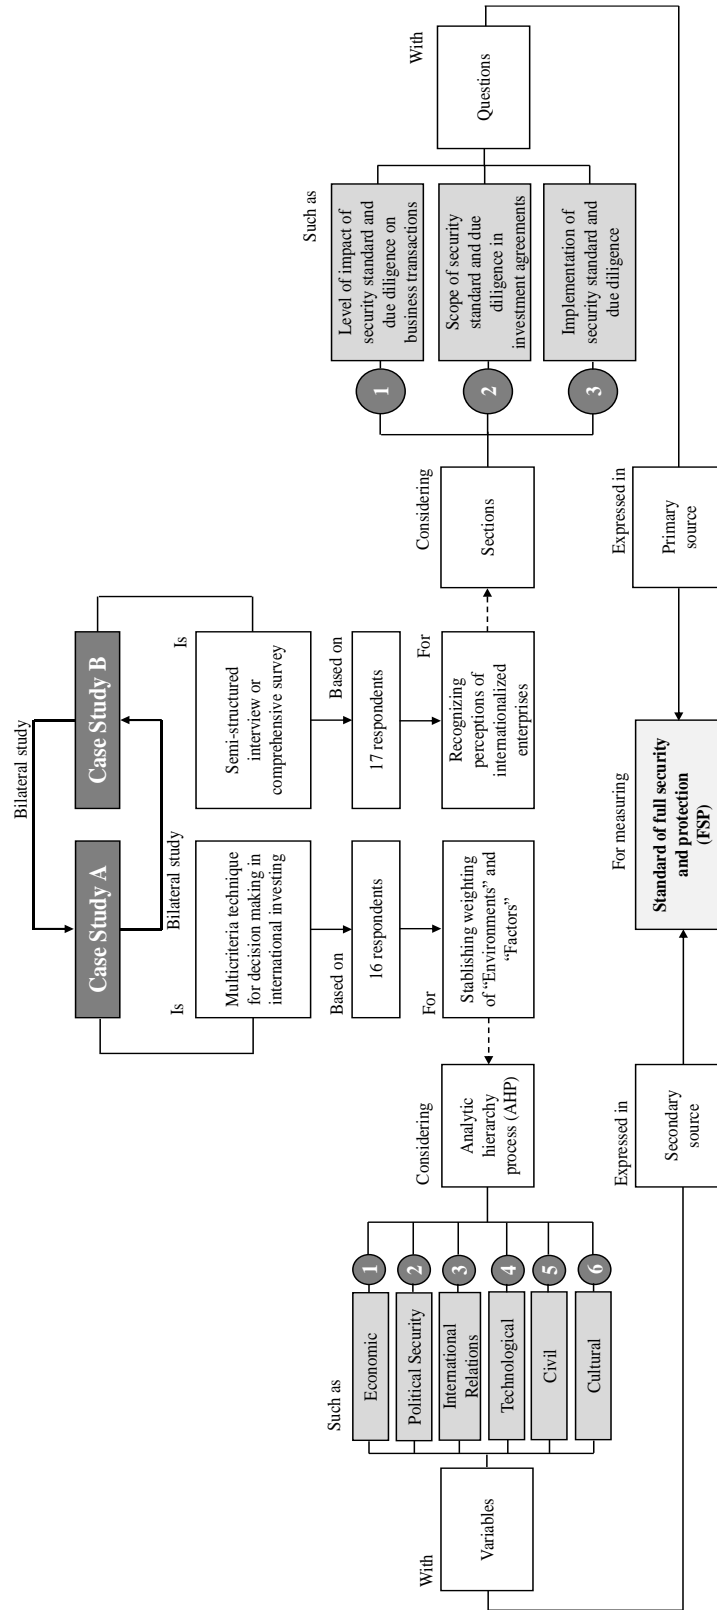 Bilateral study
Case Study A
Case Study B
Bilateral study
Is
Multicriteria technique
for decision making in
international investing
Based on
16 respondents
For
Stablishing weighting
of “Environments” and
“Factors”
Considering
Analytic
hierarchy
process (AHP)
Such as
1
Economic
2
Political Security
3
International
Relations
4
Technological
5
Civil
6
Cultural
With
Variables
Expressed in
Secondary
source
Is
Semi-structured
interview or
comprehensive survey
Based on
17 respondents
For
Recognizing
perceptions of
internationalized
enterprises
Considering
Sections
Such as
1
Level of impact of
security standard and
due diligence on
business transactions
2
Scope of security
standard and due
diligence in
investment agreements
3
Implementation of
security standard and
due diligence
With
Questions
Expressed in
Primary
source
For measuring
Standard of full security
and protection
(FSP)